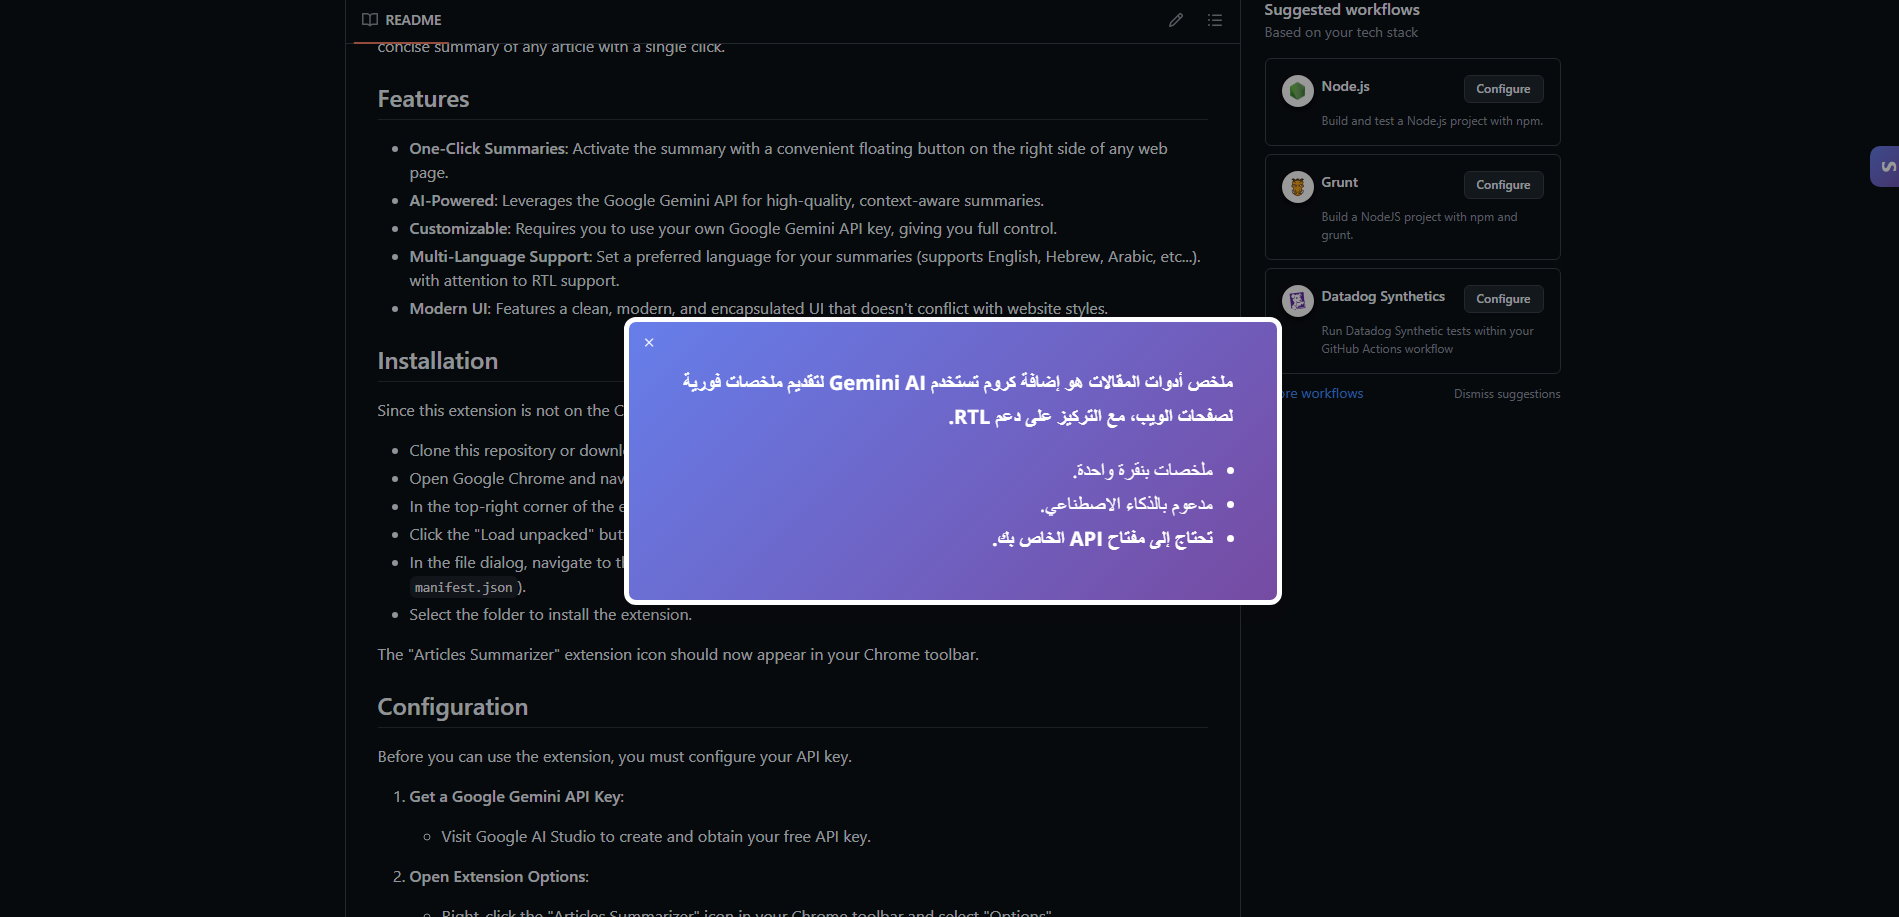 README
concise summary of any article with a single click.
Features
One-Click Summaries: Activate the summary with a convenient floating button on the right side of any web
page.
AI-Powered: Leverages the Google Gemini API for high-quality, context-aware summaries.
Customizable: Requires you to use your own Google Gemini API key, giving you full control.
Multi-Language Support: Set a preferred language for your summaries (supports English, Hebrew, Arabic, etc...).
with attention to RTL support.
Modern UI: Features a clean, modern, and encapsulated UI that doesn't conflict with website styles.
Installation
Since this extension is not on the
Clone this repository or
Open Google Chrome and
In the top-right corner of the
Click the "Load unpacked"
In the file dialog, navigate to
manifest.json).
Select the folder to install the extension.
The "Articles Summarizer" extension icon should now appear in your Chrome toolbar.
Configuration
Before you can use the extension, you must configure your API key.
1. Get a Google Gemini API Key:
Visit Google AI Studio to create and obtain your free API key.
2. Open Extension Options:
Right-click the "Articles Summarizer" icon in your Chrome toolbar and select "Options"
×
ملخص أدوات المقالات هو إضافة كروم تستخدم Gemini AI لتقديم ملخصات فورية
لصفحات الويب، مع التركيز على دعم RTL.
ملخصات بنقرة واحدة.
مدعوم بالذكاء الاصطناعي.
تحتاج إلى مفتاح API الخاص بك.
Suggested workflows
Based on your tech stack
Node.js
Configure
Build and test a Node.js project with npm.
Grunt
Configure
Build a NodeJS project with npm and
grunt.
Datadog Synthetics
Configure
Run Datadog Synthetic tests within your
GitHub Actions workflow
workflows
Dismiss suggestions
S